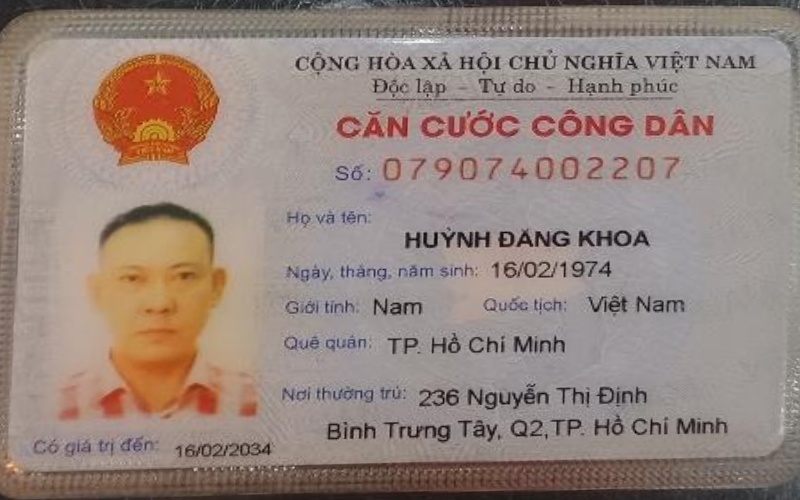 CỘNG HÒA XÃ HỘI CHỦ NGHĨA VIỆT NAM
Độc lập - Tự do - Hạnh phúc
CĂN CƯỚC CÔNG DÂN
Số: 079074002207
Họ và tên:
HUỲNH ĐĂNG KHOA
Ngày, tháng, năm sinh: 16/02/1974
Giới tính: Nam Quốc tịch: Việt Nam
Quê quán: TP. Hồ Chí Minh
Nơi thường trú: 236 Nguyễn Thị Định
Bình Trưng Tây, Q2,TP. Hồ Chí Minh
Có giá trị đến: 16/02/2034